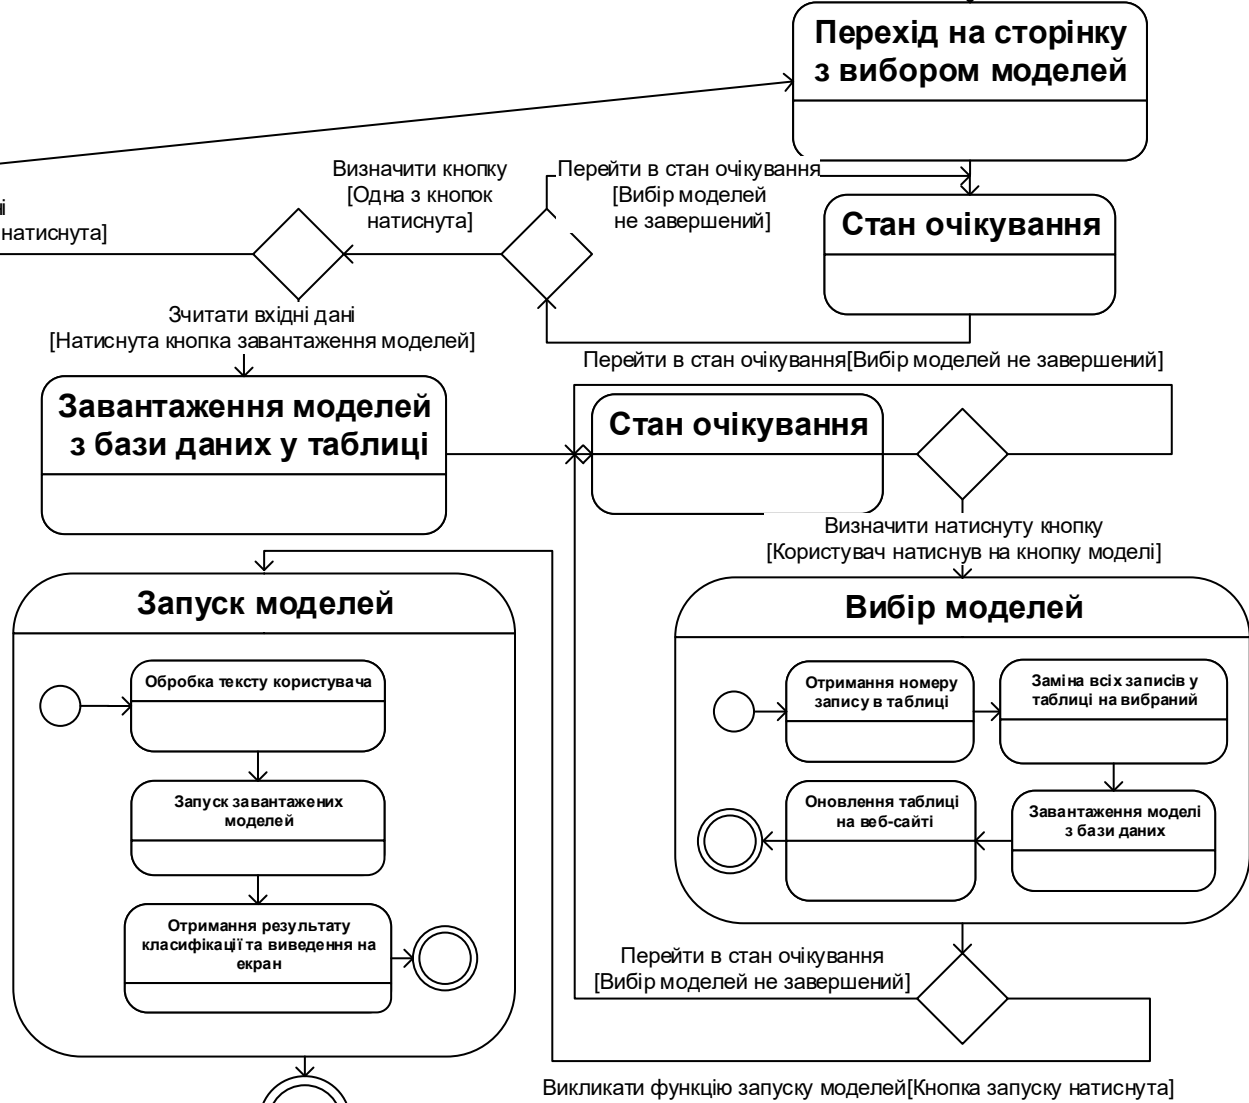 Перехід на сторінку
з вибором моделей
Визначити кнопку
[Одна з кнопок
натиснута]
Перейти в стан очікування
[Вибір моделей
не завершений]
і
натиснута]
Стан очікування
Зчитати вхідні дані
[Натиснута кнопка завантаження моделей]
Перейти в стан очікування[Вибір моделей не завершений]
Завантаження моделей
з бази даних у таблиці
Стан очікування
Визначити натиснуту кнопку
[Користувач натиснув на кнопку моделі]
Запуск моделей
Обробка тексту користувача
Запуск завантажених
моделей
Отримання результату
класифікації та виведення на
екран
Вибір моделей
Отримання номеру
запису в таблиці
Заміна всіх записів у
таблиці на вибраний
Оновлення таблиці
на веб-сайті
Завантаження моделі
з бази даних
Перейти в стан очікування
[Вибір моделей не завершений]
Викликати функцію запуску моделей[Кнопка запуску натиснута]